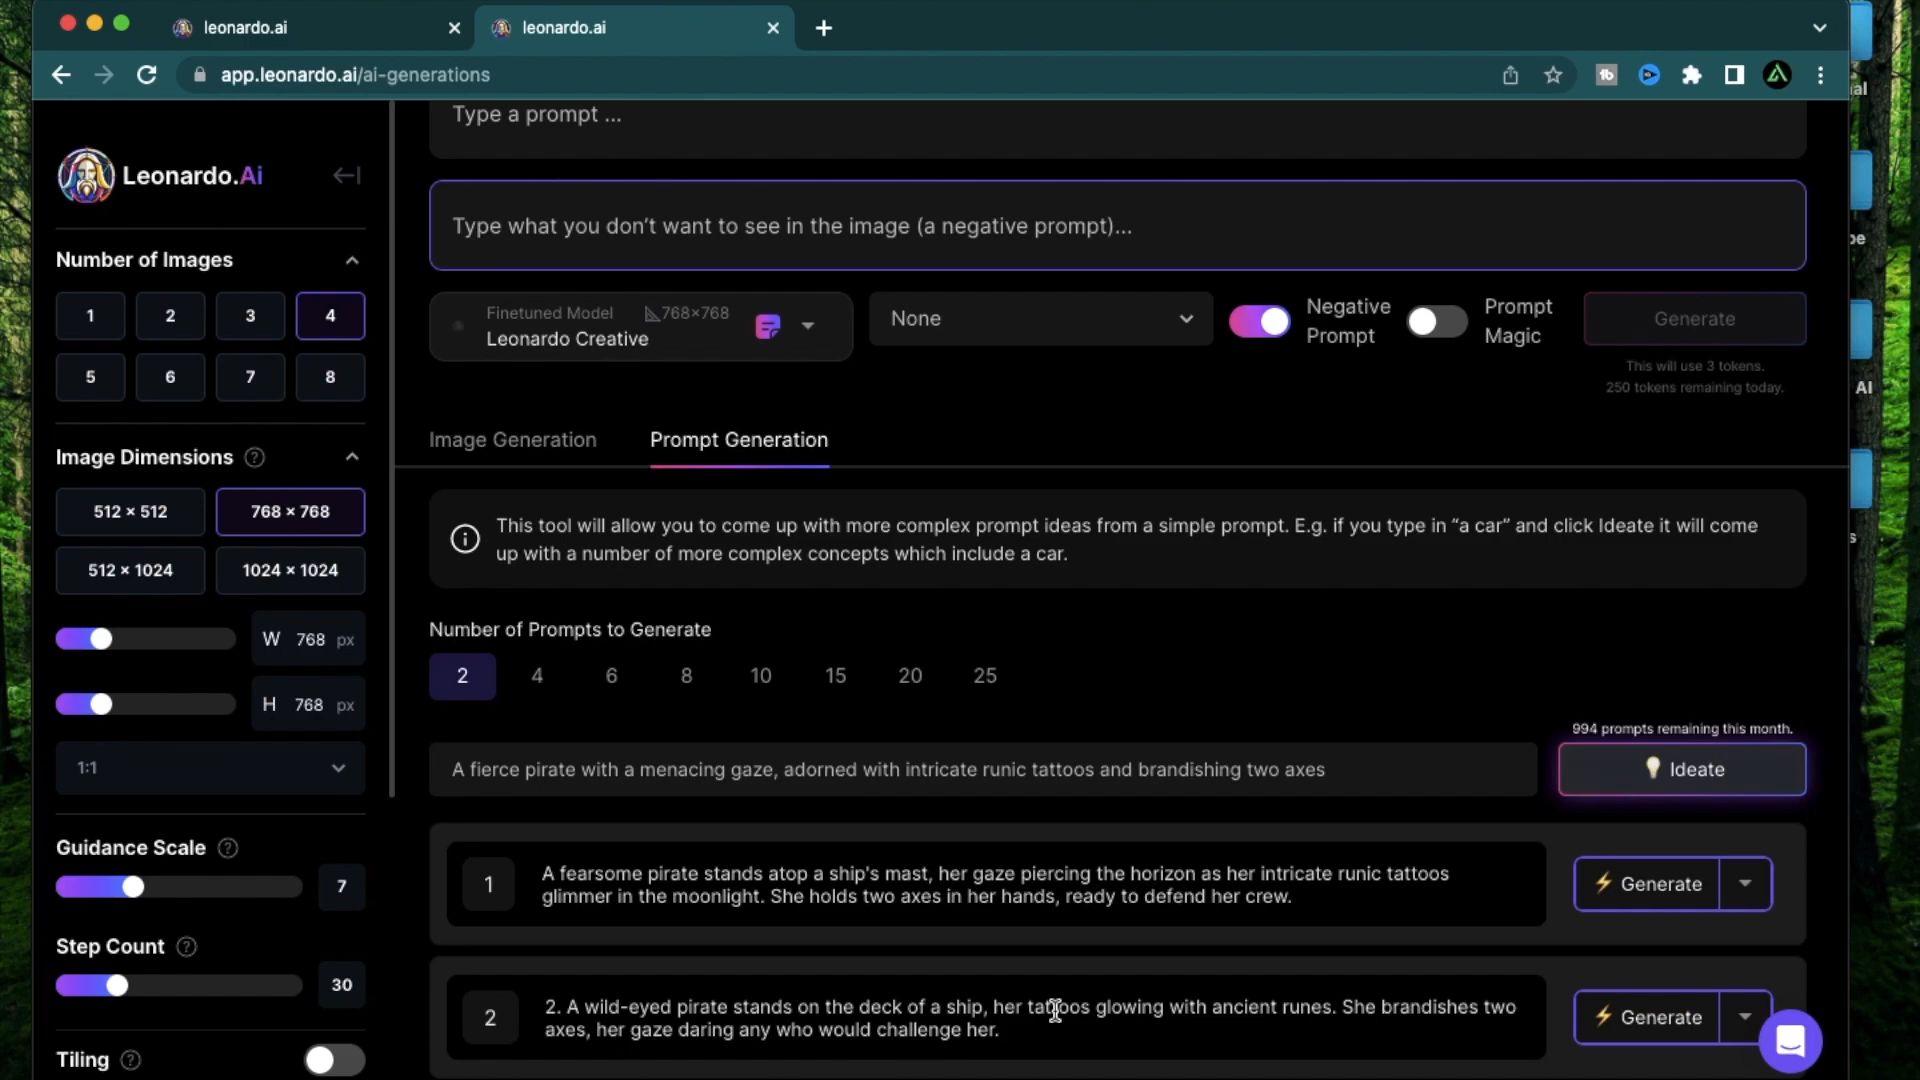 leonardo.ai
leonardo.ai
app.leonardo.ai/ai-generations
tb
al
pe
AI
s
Leonardo.Ai
Number of Images
1 2 3 4
5 6 7 8
Image Dimensions ?
512 × 512 768 × 768
512 × 1024 1024 × 1024
W 768 px
H 768 px
1:1
Guidance Scale ?
7
Step Count ?
30
Tiling ?
Type a prompt ...
Type what you don’t want to see in the image (a negative prompt)...
Finetuned Model 768×768
Leonardo Creative
None
Negative
Prompt
Prompt
Magic
Generate
This will use 3 tokens.
250 tokens remaining today.
Image Generation Prompt Generation
This tool will allow you to come up with more complex prompt ideas from a simple prompt. E.g. if you type in “a car” and click Ideate it will come
up with a number of more complex concepts which include a car.
Number of Prompts to Generate
2 4 6 8 10 15 20 25
994 prompts remaining this month.
A fierce pirate with a menacing gaze, adorned with intricate runic tattoos and brandishing two axes
Ideate
1
A fearsome pirate stands atop a ship's mast, her gaze piercing the horizon as her intricate runic tattoos
glimmer in the moonlight. She holds two axes in her hands, ready to defend her crew.
Generate
2
2. A wild-eyed pirate stands on the deck of a ship, her tattoos glowing with ancient runes. She brandishes two
axes, her gaze daring any who would challenge her.
Generate